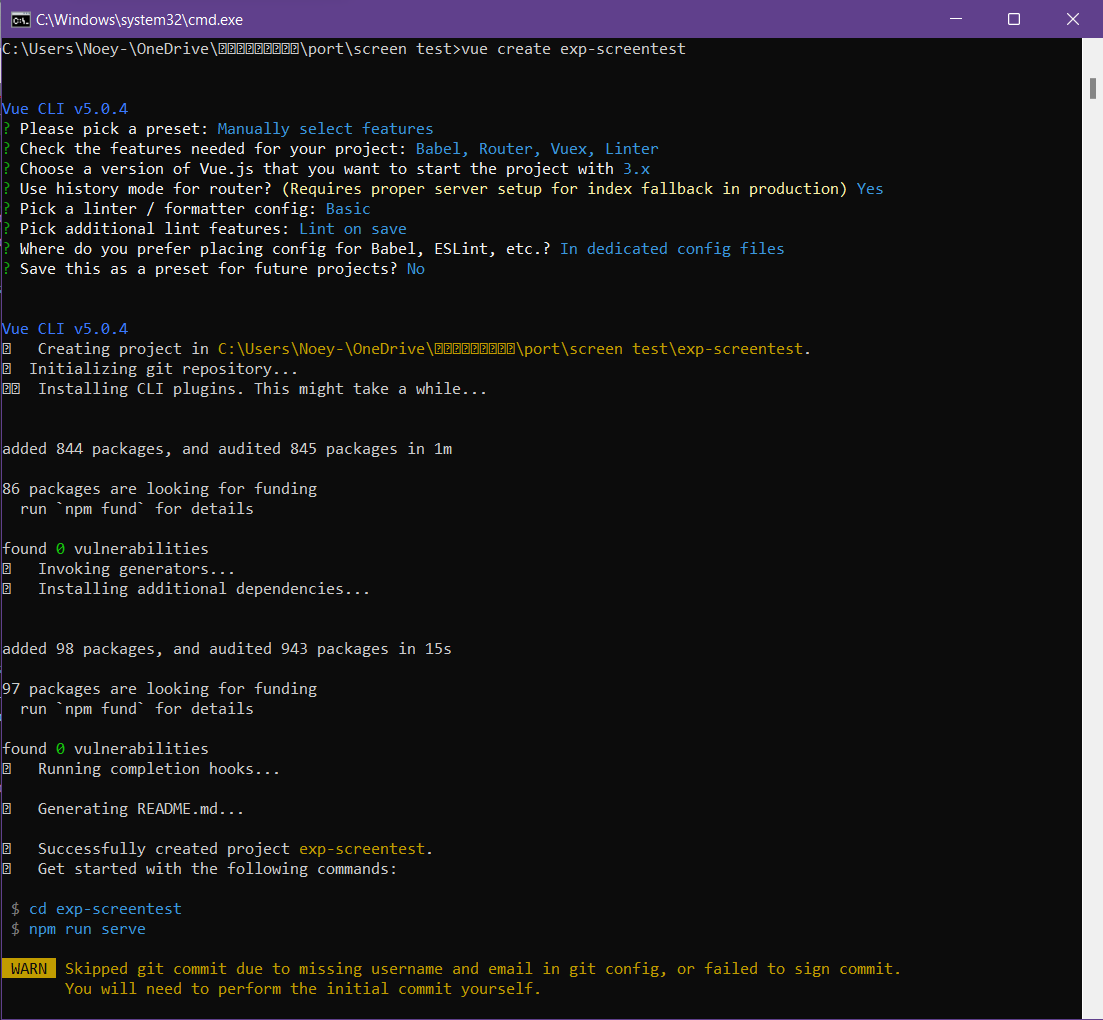 C:\Windows\system32\cmd.exe
C:\Users\Noey-\OneDrive\\port\screen test>vue create exp-screentest
Vue CLI v5.0.4
? Please pick a preset: Manually select features
? Check the features needed for your project: Babel, Router, Vuex, Linter
? Choose a version of Vue.js that you want to start the project with 3.x
? Use history mode for router? (Requires proper server setup for index fallback in production) Yes
? Pick a linter / formatter config: Basic
? Pick additional lint features: Lint on save
? Where do you prefer placing config for Babel, ESLint, etc.? In dedicated config files
? Save this as a preset for future projects? No
Vue CLI v5.0.4
Creating project in C:\Users\Noey-\OneDrive\\port\screen test\exp-screentest.
Initializing git repository...
Installing CLI plugins. This might take a while...
added 844 packages, and audited 845 packages in 1m
86 packages are looking for funding
run `npm fund` for details
found 0 vulnerabilities
Invoking generators...
Installing additional dependencies...
added 98 packages, and audited 943 packages in 15s
97 packages are looking for funding
run `npm fund` for details
found 0 vulnerabilities
Running completion hooks...
Generating README.md...
Successfully created project exp-screentest.
Get started with the following commands:
$ cd exp-screentest
$ npm run serve
WARN Skipped git commit due to missing username and email in git config, or failed to sign commit.
You will need to perform the initial commit yourself.